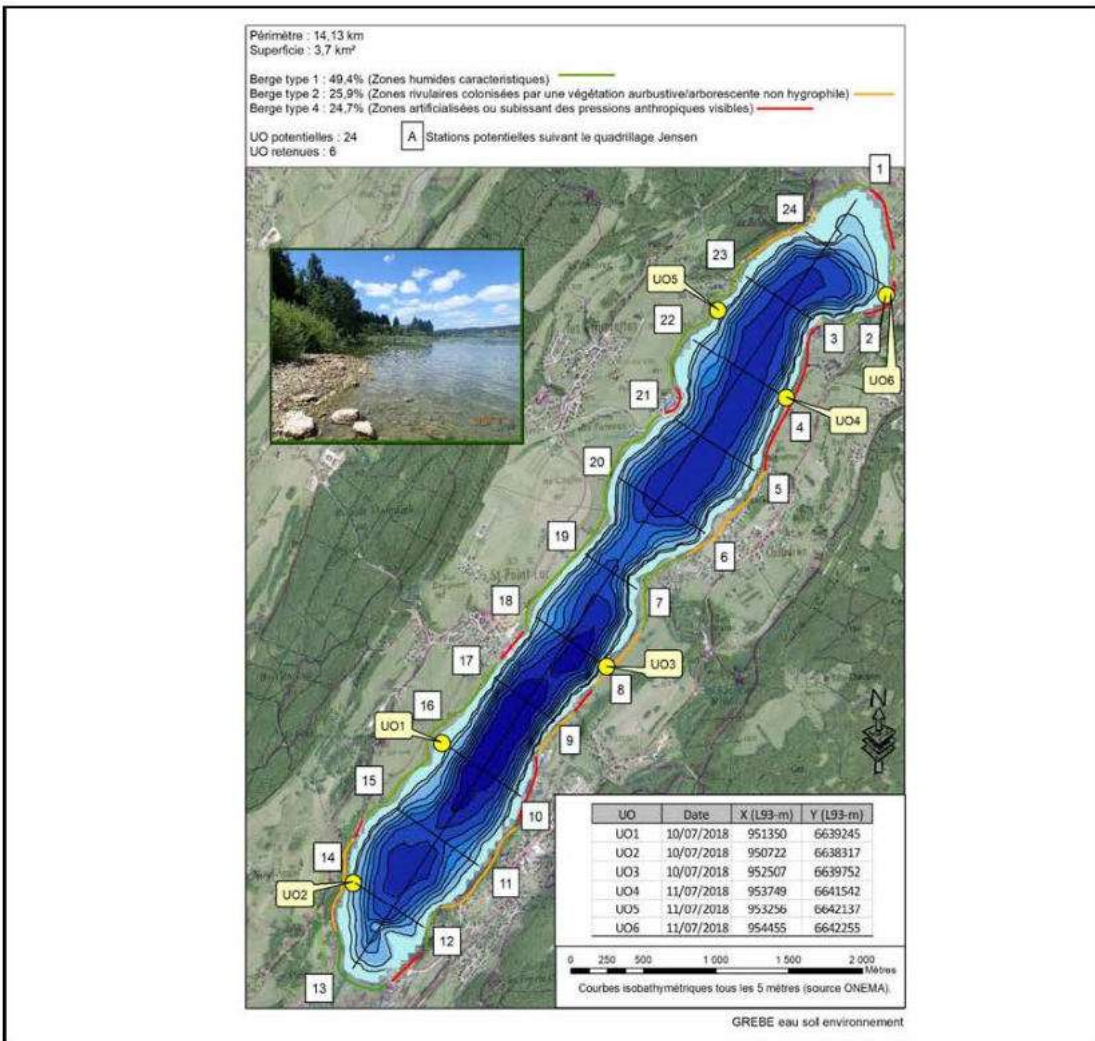 Périmètre : 14,13 km
Superficie : 3,7 km²
Berge type 1 : 49,4% (Zones humides caracteristiques)
Berge type 2 : 25,9% (Zones rivulaires colonisées par une végétation aurbustive/arborescente non hygrophile)
Berge type 4 : 24,7% (Zones artificialisées ou subissant des pressions anthropiques visibles)
UO potentielles : 24
A Stations potentielles suivant le quadrillage Jensen
UO retenues : 6
1
24
23
UO5
22
3
2
UO6
21
UO4
4
20
5
19
6
St Point-Lac
18
7
17
UO3
8
16
UO1
9
15
10
14
11
UO2
12
13
N
UO Date X (L93-m) Y (L93-m)
UO1 10/07/2018 951350 6639245
UO2 10/07/2018 950722 6638317
UO3 10/07/2018 952507 6639752
UO4 11/07/2018 953749 6641542
UO5 11/07/2018 953256 6642137
UO6 11/07/2018 954455 6642255
0 250 500 1 000 1 500 2 000
Mètres
Courbes isobathymétriques tous les 5 mètres (source ONEMA).
GREBE eau sol environnement